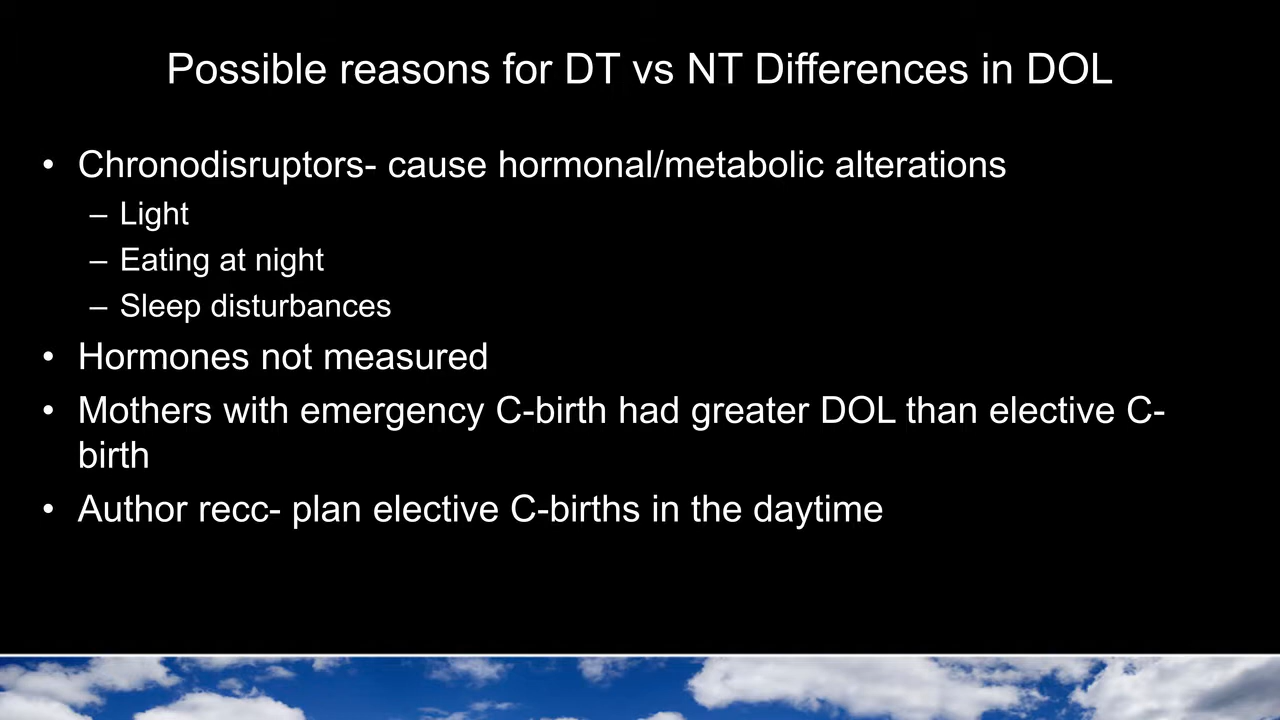 Possible reasons for DT vs NT Differences in DOL
• Chronodisruptors- cause hormonal/metabolic alterations
– Light
– Eating at night
– Sleep disturbances
• Hormones not measured
• Mothers with emergency C-birth had greater DOL than elective C-
birth
• Author recc- plan elective C-births in the daytime